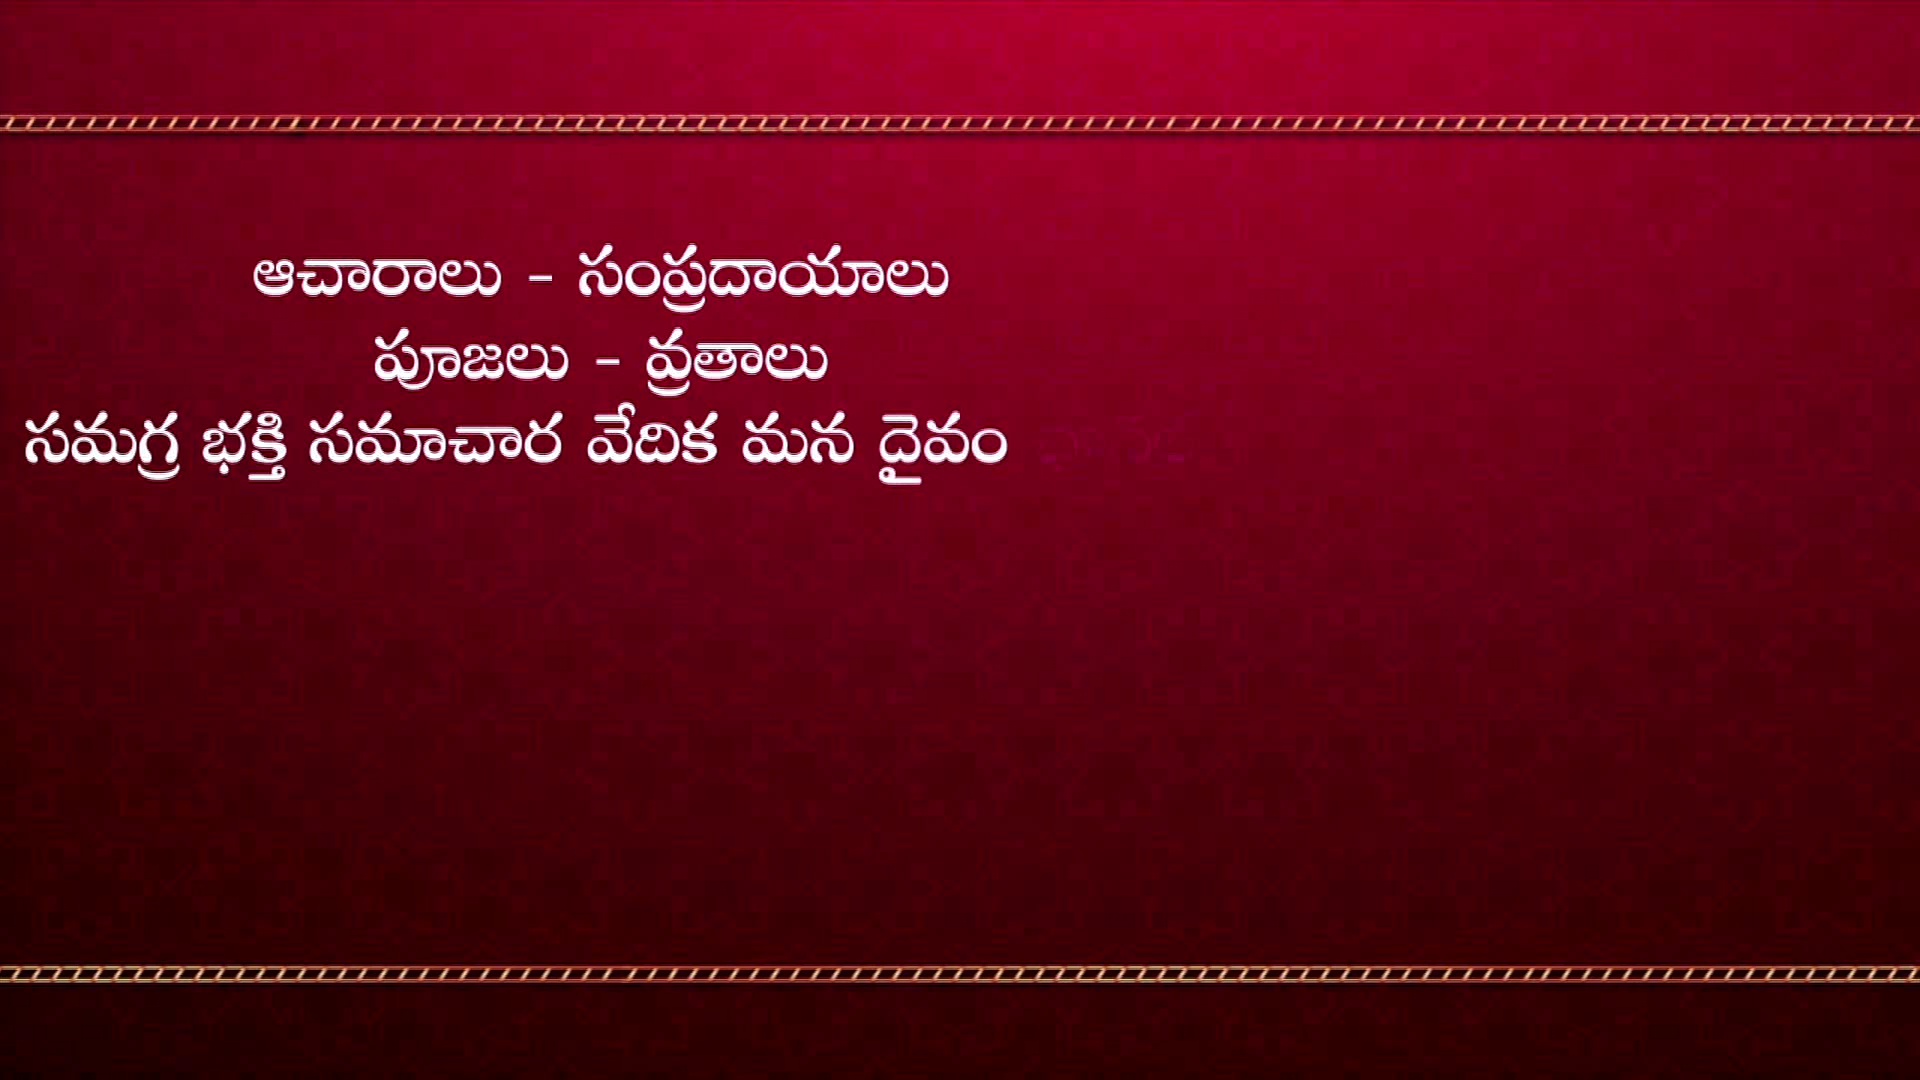 ఆచారాలు - సంప్రదాయాలు
పూజలు - వ్రతాలు
సమగ్ర భక్తి సమాచార వేదిక మన దైవం